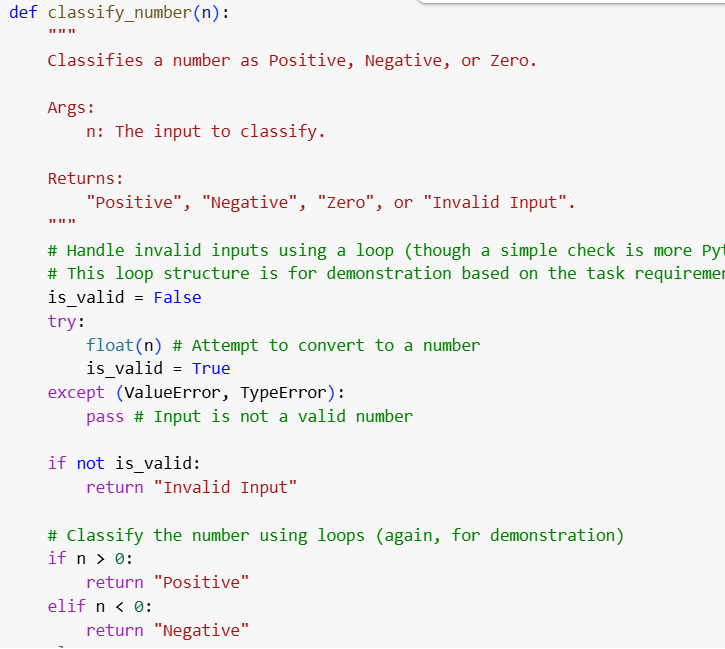 def classify_number(n):
    """
    Classifies a number as Positive, Negative, or Zero.

    Args:
        n: The input to classify.

    Returns:
        "Positive", "Negative", "Zero", or "Invalid Input".
    """
    # Handle invalid inputs using a loop (though a simple check is more
    # This loop structure is for demonstration based on the task
    is_valid = False
    try:
        float(n) # Attempt to convert to a number
        is_valid = True
    except (ValueError, TypeError):
        pass # Input is not a valid number

    if not is_valid:
        return "Invalid Input"

    # Classify the number using loops (again, for demonstration)
    if n > 0:
        return "Positive"
    elif n < 0:
        return "Negative"